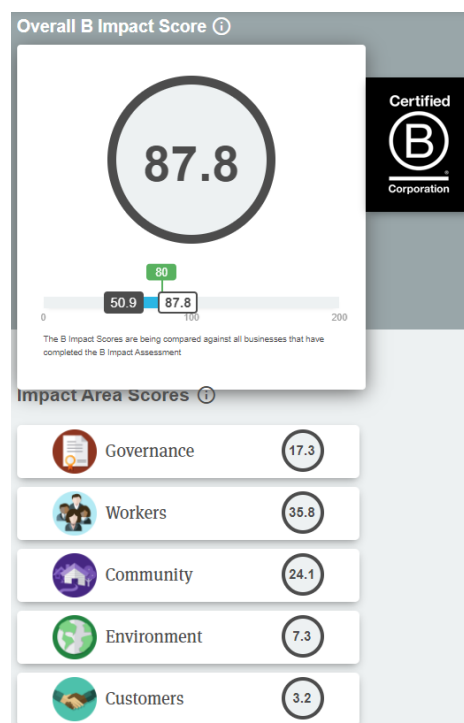 Overall B Impact Score
87.8
80
50.9 87.8
0 100 200
The B Impact Scores are being compared against all businesses that have
completed the B Impact Assessment
Certified
B
®
Corporation
Impact Area Scores
Governance 17.3
Workers 35.8
Community 24.1
Environment 7.3
Customers 3.2